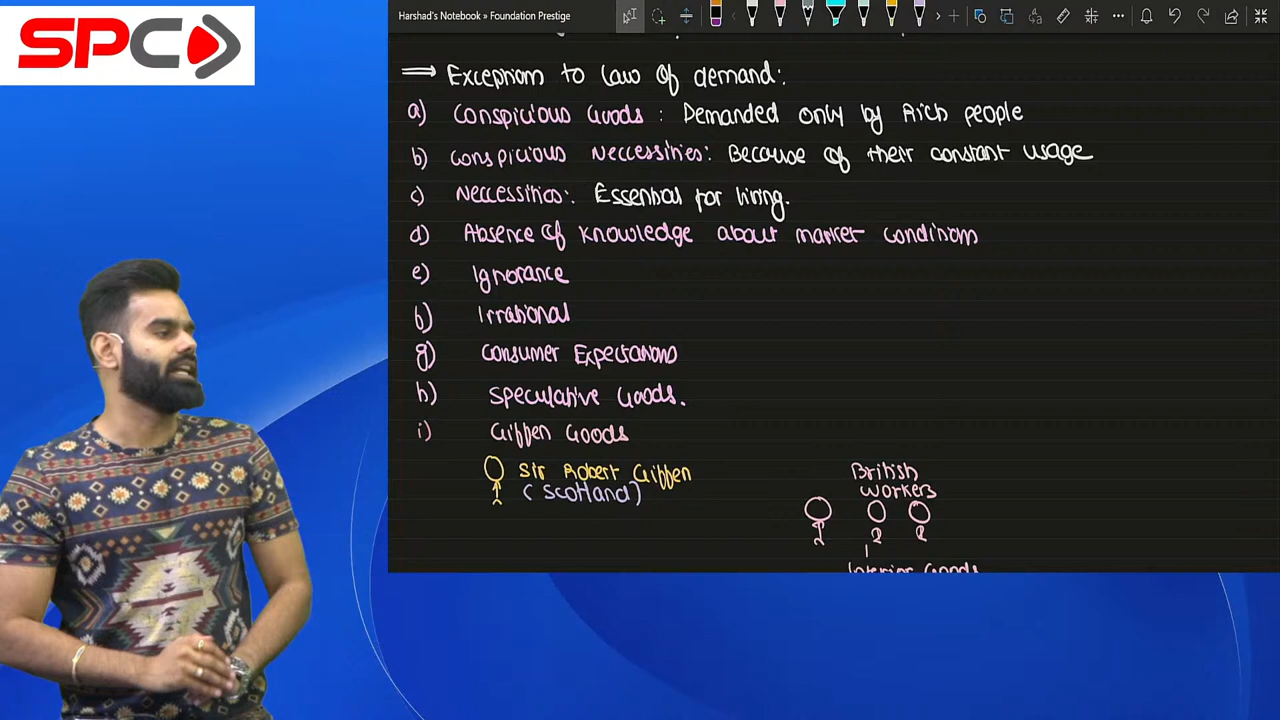 SPC
Harshad's Notebook » Foundation Prestige
⟹ Exceptions to law of demand:
a) Conspicious Goods : Demanded only by Rich people
b) Conspicious Neccessities: Because of their constant usage
c) Neccessities: Essential for living.
d) Absence of knowledge about market conditions
e) Ignorance
f) Irrational
g) Consumer Expectations
h) Speculative Goods.
i) Giffen Goods
Sir Robert Giffen
(Scotland)
British
workers
Inferior Goods